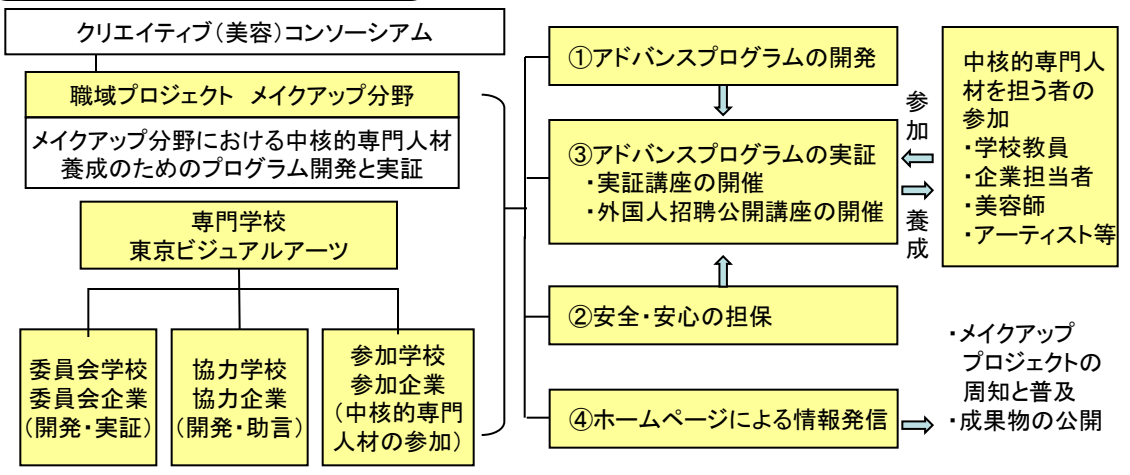 クリエイティブ(美容)コンソーシアム
職域プロジェクト メイクアップ分野
メイクアップ分野における中核的専門人材
養成のためのプログラム開発と実証
専門学校
東京ビジュアルアーツ
委員会学校
委員会企業
(開発・実証)
協力学校
協力企業
(開発・助言)
参加学校
参加企業
(中核的専門
人材の参加)
①アドバンスプログラムの開発
③アドバンスプログラムの実証
・実証講座の開催
・外国人招聘公開講座の開催
②安全・安心の担保
④ホームページによる情報発信
参加
養成
中核的専門人
材を担う者の
参加
・学校教員
・企業担当者
・美容師
・アーティスト等
・メイクアップ
プロジェクトの
周知と普及
・成果物の公開